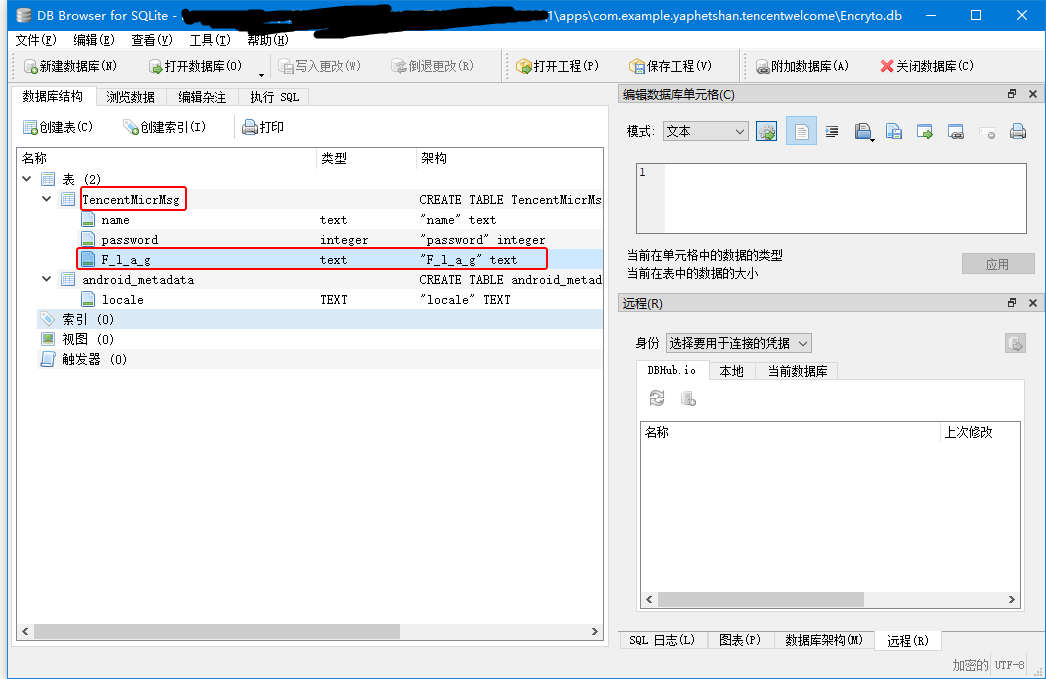 DB Browser for SQLite - 1\apps\com.example.yaphetshan.tencentwelcome\Encryto.db
文件(F) 编辑(E) 查看(V) 工具(T) 帮助(H)
新建数据库(N) 打开数据库(O) 写入更改(W) 倒退更改(R) 打开工程(P) 保存工程(V) 附加数据库(A) 关闭数据库(C)
数据库结构 浏览数据 编辑杂注 执行 SQL
创建表(C) 创建索引(I) 打印
名称 类型 架构
表 (2)
TencentMicrMsg CREATE TABLE TencentMicrMs
name text "name" text
password integer "password" integer
F_l_a_g text "F_l_a_g" text
android_metadata CREATE TABLE android_metad
locale TEXT "locale" TEXT
索引 (0)
视图 (0)
触发器 (0)
编辑数据库单元格(C)
模式: 文本
1
当前在单元格中的数据的类型
当前在表中的数据的大小
应用
远程(R)
身份 选择要用于连接的凭据
DBHub.io 本地 当前数据库
名称 上次修改
SQL 日志(L) 图表(P) 数据库架构(M) 远程(R)
加密的 UTF-8